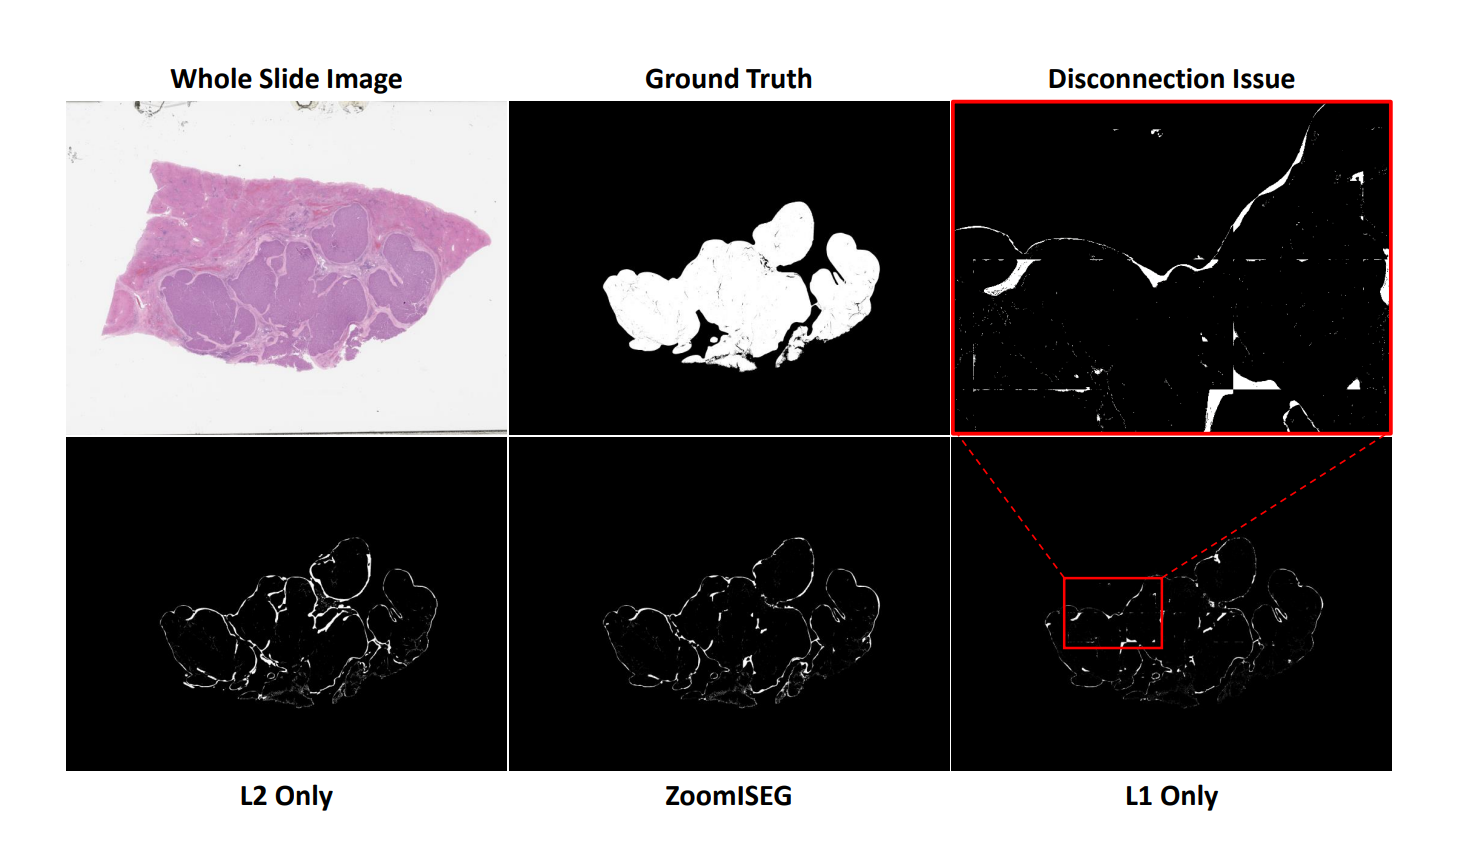 Whole Slide Image
Ground Truth
Disconnection Issue
L2 Only
ZoomISEG
L1 Only